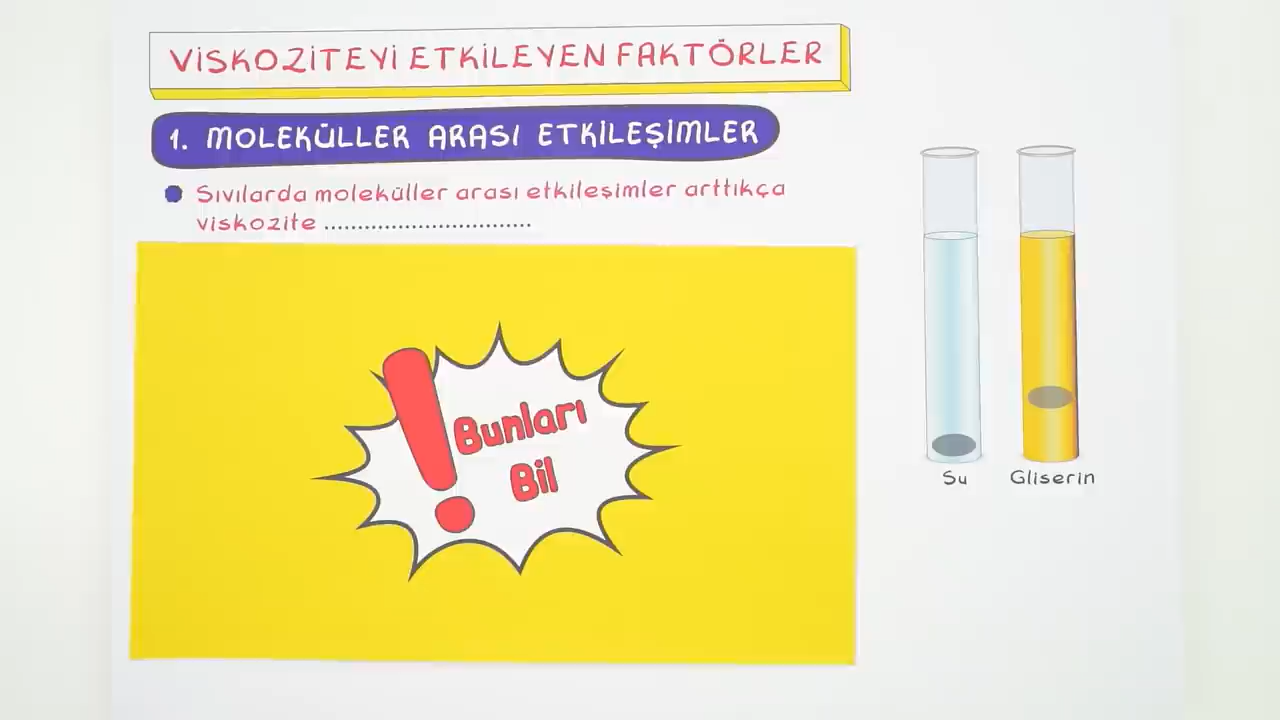 VİSKOZİTEYİ ETKİLEYEN FAKTÖRLER
1. MOLEKÜLLER ARASI ETKİLEŞİMLER
Sıvılarda moleküller arası etkileşimler arttıkça
viskozite ...............................
Bunları
Bil
Su
Gliserin